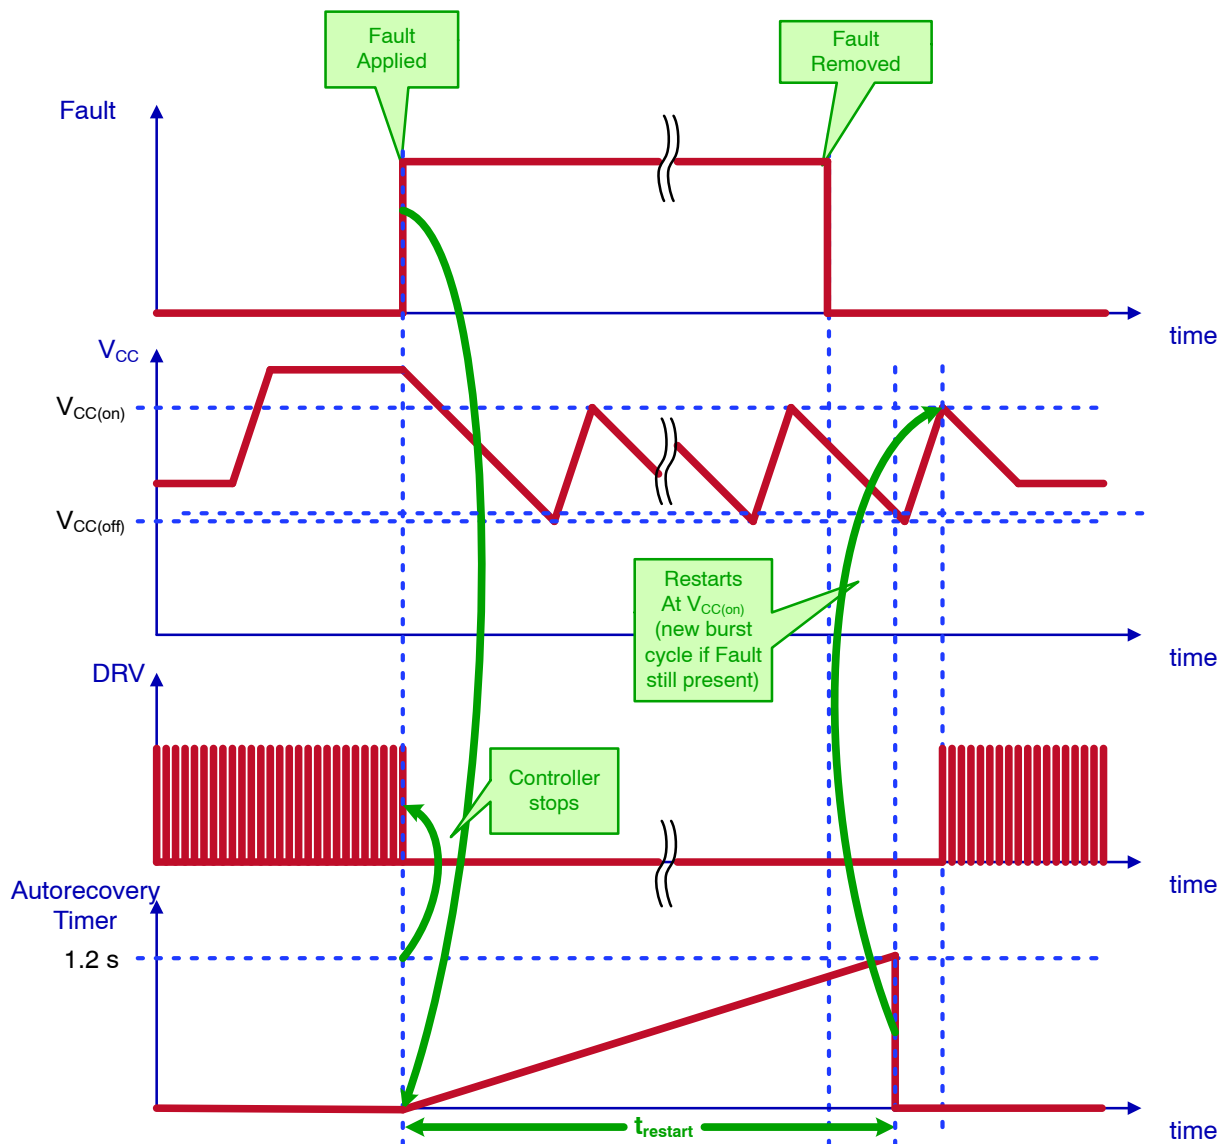 Fault
Applied
Fault
Removed
Fault
time
VCC
VCC(on)
VCC(off)
Restarts
At VCC(on)
(new burst
cycle if Fault
still present)
time
DRV
Controller
stops
time
Autorecovery
Timer
1.2 s
trestart
time